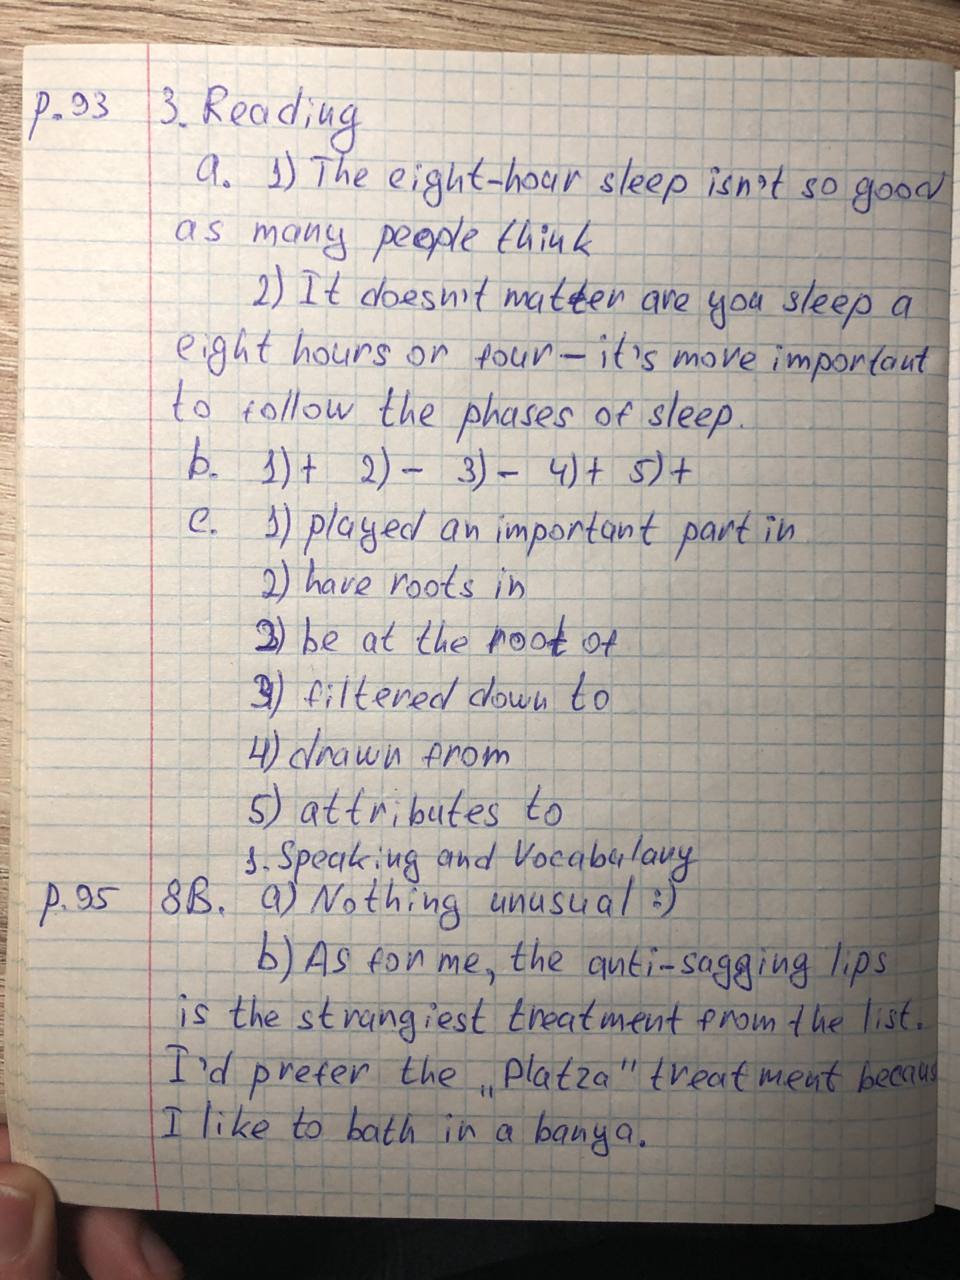 p.93 3. Reading
a. 1) The eight-hour sleep isn't so good
as many people think
2) It doesn't matter are you sleep a
eight hours or four – it's more important
to follow the phases of sleep.
b. 1)+ 2)– 3)– 4)+ 5)+
c. 1) played an important part in
2) have roots in
2) be at the root of
3) filtered down to
4) drawn from
5) attributes to
1. Speaking and Vocabulary
p.95 8B. a) Nothing unusual :)
b) As for me, the anti-sagging lips
is the strangiest treatment from the list.
I'd prefer the „Platza" treatment becaus
I like to bath in a banya.